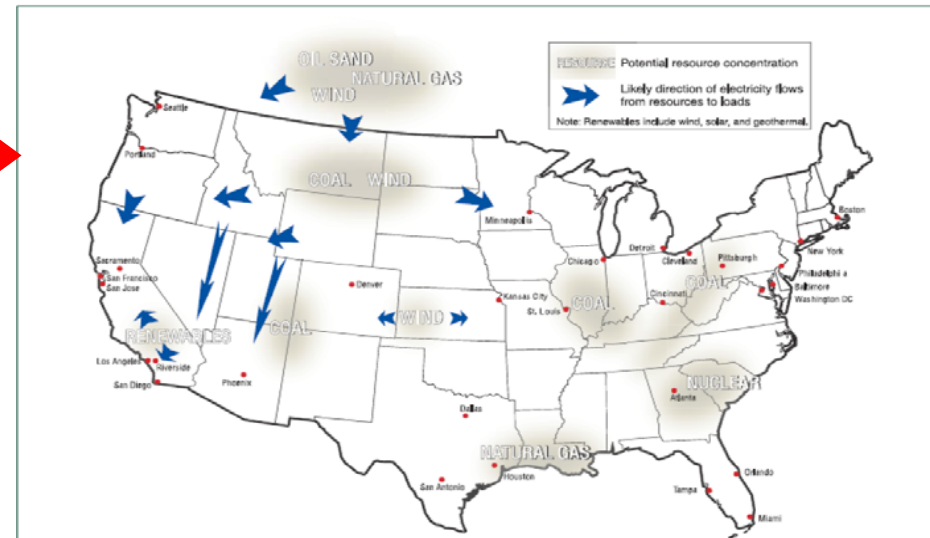 OIL SAND
NATURAL GAS
WIND
RESOURCE Potential resource concentration
Likely direction of electricity flows
from resources to loads
Note: Renewables include wind, solar, and geothermal.
Seattle
Portland
COAL WIND
Minneapolis
Boston
Detroit
New York
Sacramento
San Francisco
San Jose
Chicago
Cleveland
Pittsburgh
Philadelphi a
Baltimore
Washington DC
Denver
Kansas City
St. Louis
COAL
Cincinnati
COAL
WIND
RENEWABLES
COAL
Los Angeles
Riverside
San Diego
Phoenix
NUCLEAR
Atlanta
Dallas
NATURAL GAS
Houston
San Antonio
Orlando
Tampa
Miami